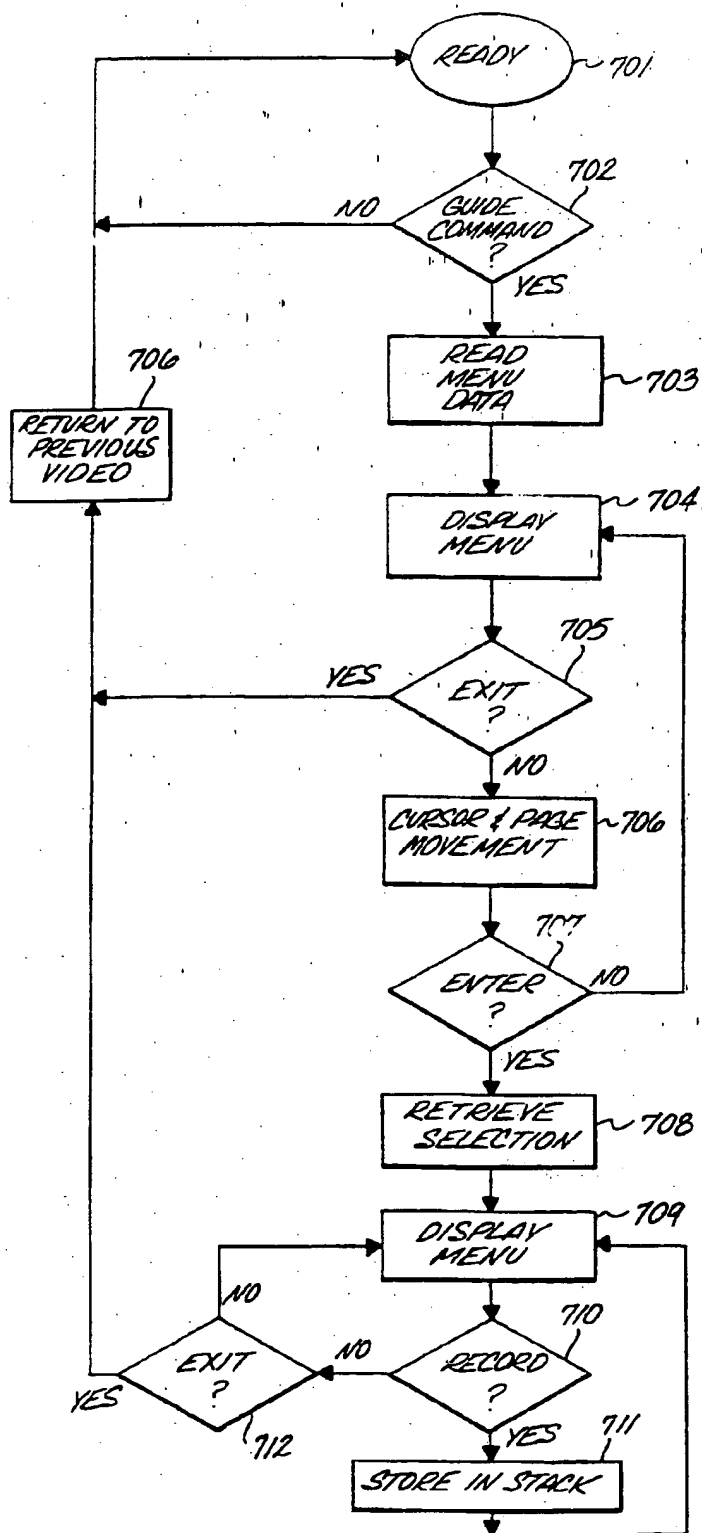 READY
701
702
GUIDE
COMMAND
?
NO
YES
READ
MENU
DATA
703
706
RETURN TO
PREVIOUS
VIDEO
704
DISPLAY
MENU
705
YES
EXIT
?
NO
CURSOR & PAGE
MOVEMENT
706
707
ENTER
?
NO
YES
RETRIEVE
SELECTION
708
709
DISPLAY
MENU
NO
710
EXIT
?
NO
RECORD
?
YES
712
YES
711
STORE IN STACK